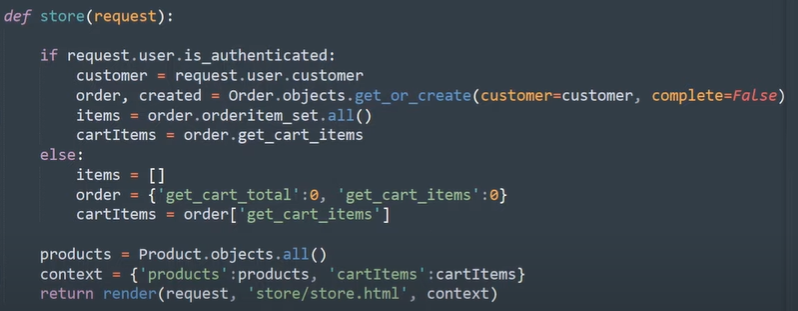 def store(request):
if request.user.is_authenticated:
customer = request.user.customer
order, created = Order.objects.get_or_create(customer=customer, complete=False)
items = order.orderitem_set.all()
cartItems = order.get_cart_items
else:
items = []
order = {'get_cart_total':0, 'get_cart_items':0}
cartItems = order['get_cart_items']
products = Product.objects.all()
context = {'products':products, 'cartItems':cartItems}
return render(request, 'store/store.html', context)